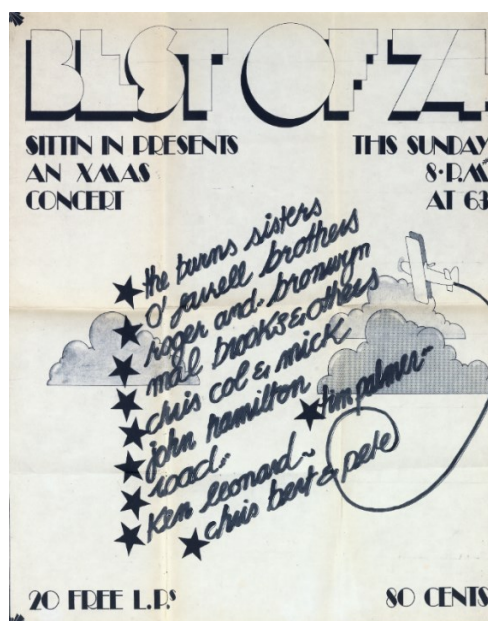 BEST OF 74
SITTIN IN PRESENTS
AN XMAS
CONCERT
THIS SUNDAY
8·P.M
AT 63
the burns sisters
O'farrell brothers
roger and bronwyn
mal brooks & others
chris col & mick
john hamilton
tim palmer
road
Ken leonard
chris bert & pete
20 FREE L.P.s
80 CENTS